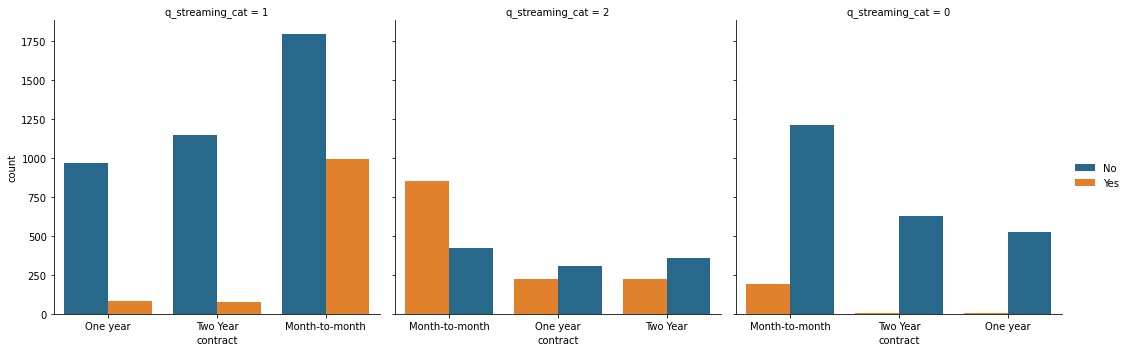 q_streaming_cat = 1
q_streaming_cat = 2
q_streaming_cat = 0
count
1750
1500
1250
1000
750
500
250
0
One year Two Year Month-to-month
contract
Month-to-month One year Two Year
contract
Month-to-month Two Year One year
contract
No
Yes